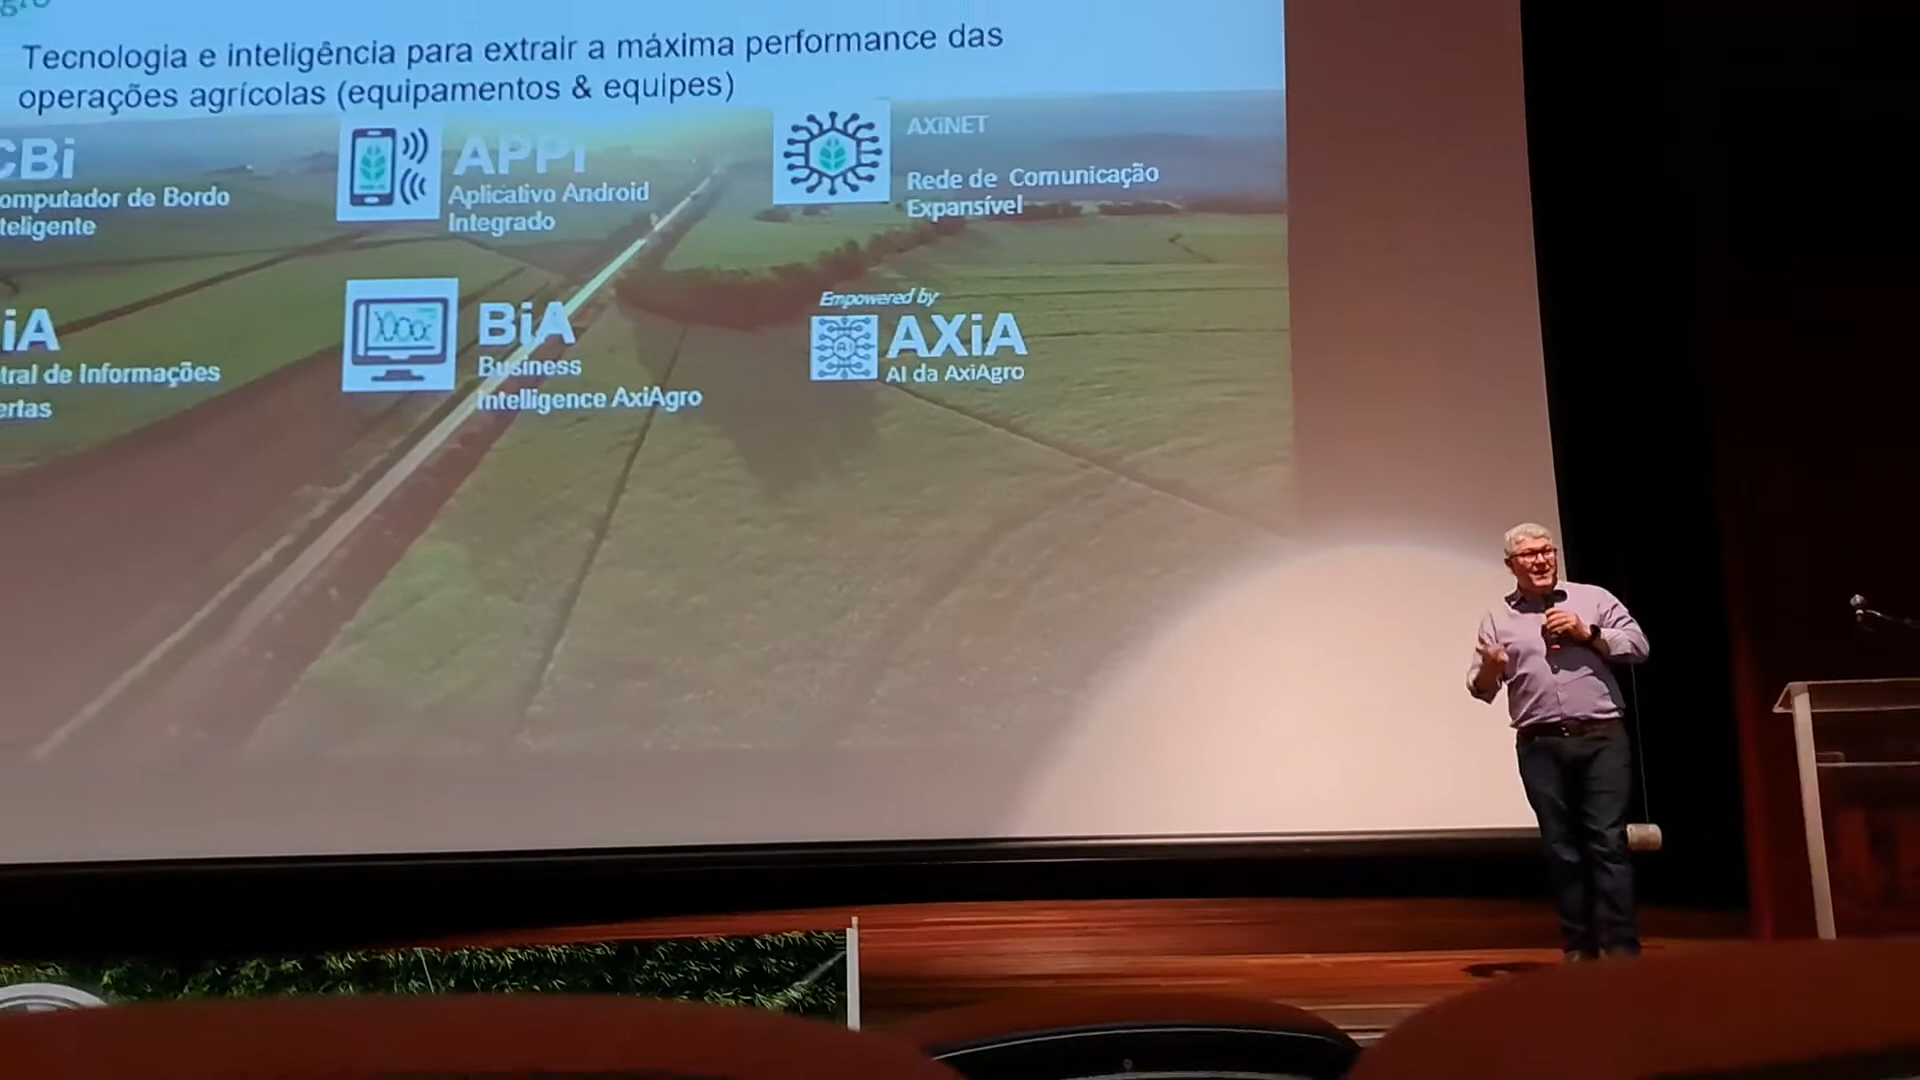 Tecnologia e inteligência para extrair a máxima performance das
operações agrícolas (equipamentos & equipes)
CBi
omputador de Bordo
teligente
APPi
Aplicativo Android
Integrado
AXiNET
Rede de Comunicação
Expansível
iA
tral de Informações
ertas
BiA
Business
Intelligence AxiAgro
Empowered by
AI
AXiA
AI da AxiAgro